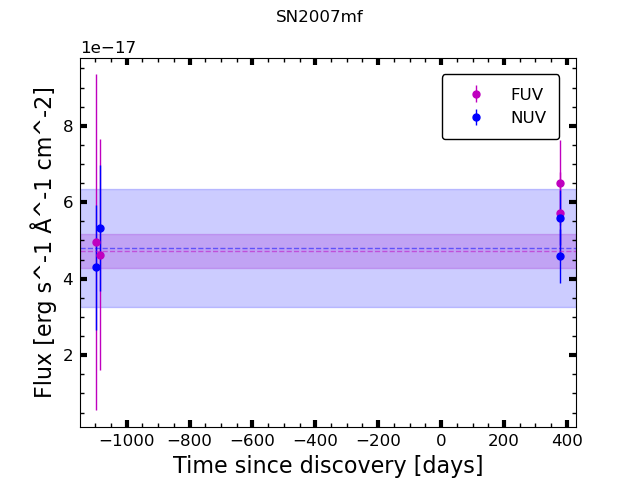 SN2007mf
1e−17
Flux [erg s^-1 Å^-1 cm^-2]
8
6
4
2
FUV
NUV
−1000 −800 −600 −400 −200 0 200 400
Time since discovery [days]